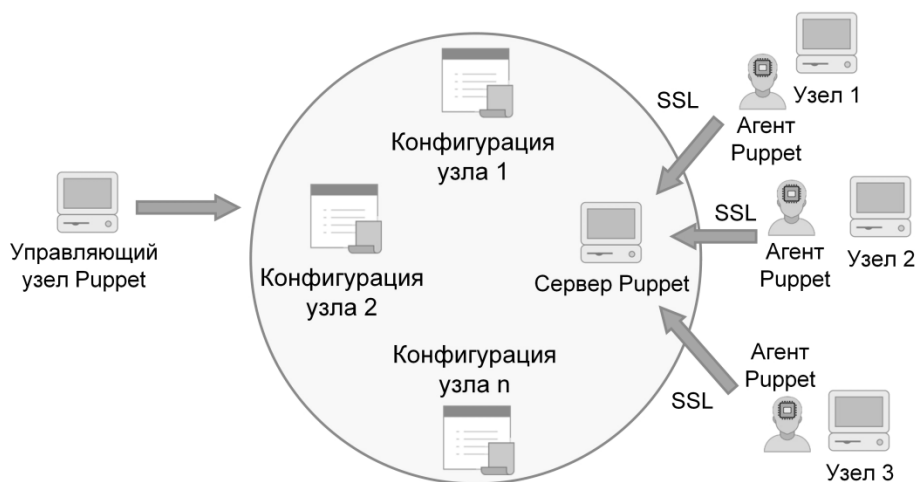 Управляющий
узел Puppet
Конфигурация
узла 1
Конфигурация
узла 2
Конфигурация
узла n
Сервер Puppet
SSL
Агент
Puppet
Узел 1
SSL
Агент
Puppet
Узел 2
SSL
Агент
Puppet
Узел 3